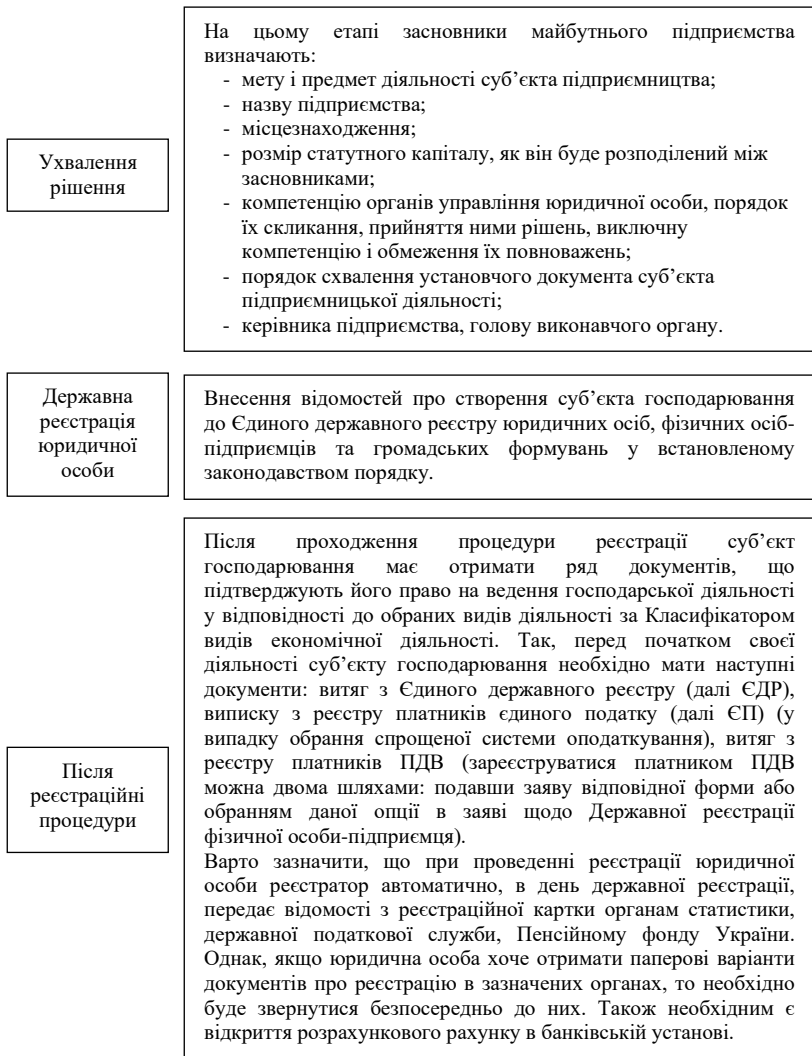 На цьому етапі засновники майбутнього підприємства
визначають:
- мету і предмет діяльності суб’єкта підприємництва;
- назву підприємства;
- місцезнаходження;
- розмір статутного капіталу, як він буде розподілений між
засновниками;
- компетенцію органів управління юридичної особи, порядок
їх скликання, прийняття ними рішень, виключну
компетенцію і обмеження їх повноважень;
- порядок схвалення установчого документа суб’єкта
підприємницької діяльності;
- керівника підприємства, голову виконавчого органу.
Ухвалення
рішення
Державна
реєстрація
юридичної
особи
Внесення відомостей про створення суб’єкта господарювання
до Єдиного державного реєстру юридичних осіб, фізичних осіб-
підприємців та громадських формувань у встановленому
законодавством порядку.
Після
реєстраційні
процедури
Після проходження процедури реєстрації суб’єкт
господарювання має отримати ряд документів, що
підтверджують його право на ведення господарської діяльності
у відповідності до обраних видів діяльності за Класифікатором
видів економічної діяльності. Так, перед початком своєї
діяльності суб’єкту господарювання необхідно мати наступні
документи: витяг з Єдиного державного реєстру (далі ЄДР),
виписку з реєстру платників єдиного податку (далі ЄП) (у
випадку обрання спрощеної системи оподаткування), витяг з
реєстру платників ПДВ (зареєструватися платником ПДВ
можна двома шляхами: подавши заяву відповідної форми або
обранням даної опції в заяві щодо Державної реєстрації
фізичної особи-підприємця).
Варто зазначити, що при проведенні реєстрації юридичної
особи реєстратор автоматично, в день державної реєстрації,
передає відомості з реєстраційної картки органам статистики,
державної податкової служби, Пенсійному фонду України.
Однак, якщо юридична особа хоче отримати паперові варіанти
документів про реєстрацію в зазначених органах, то необхідно
буде звернутися безпосередньо до них. Також необхідним є
відкриття розрахункового рахунку в банківській установі.